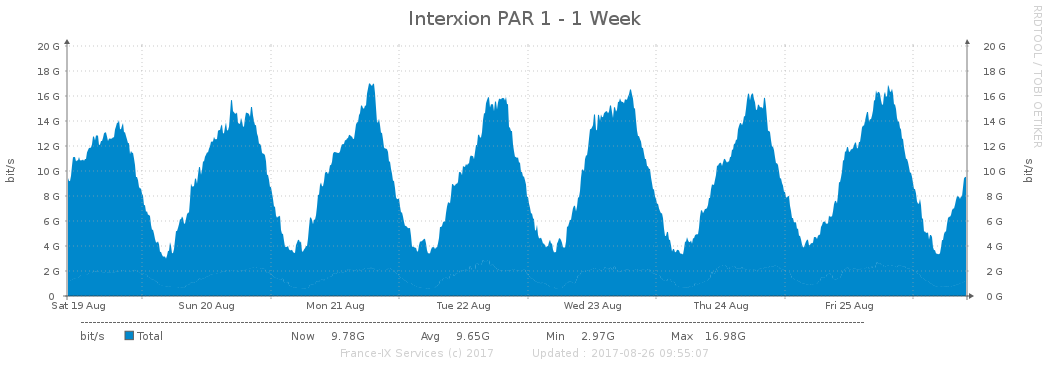 Interxion PAR 1 - 1 Week
RRDTOOL / TOBI OETIKER
20 G 20 G
18 G 18 G
16 G 16 G
14 G 14 G
12 G 12 G
10 G 10 G
8 G 8 G
6 G 6 G
4 G 4 G
2 G 2 G
0 0 G
bit/s
bit/s
Sat 19 Aug Sun 20 Aug Mon 21 Aug Tue 22 Aug Wed 23 Aug Thu 24 Aug Fri 25 Aug
bit/s Total Now 9.78G Avg 9.65G Min 2.97G Max 16.98G
France-IX Services (c) 2017 Updated : 2017-08-26 09:55:07